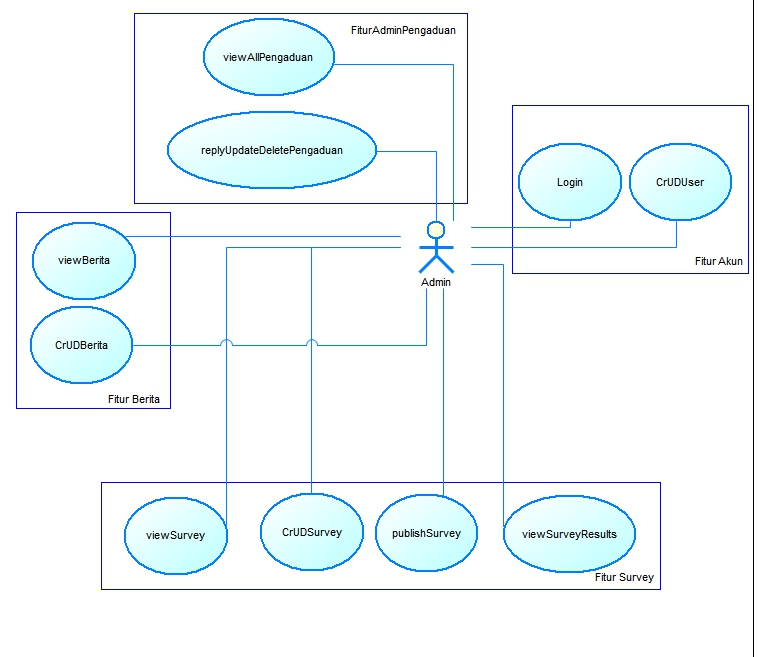 FiturAdminPengaduan
viewAllPengaduan
replyUpdateDeletePengaduan
Login
CrUDUser
Fitur Akun
viewBerita
CrUDBerita
Fitur Berita
Admin
viewSurvey
CrUDSurvey
publishSurvey
viewSurveyResults
Fitur Survey